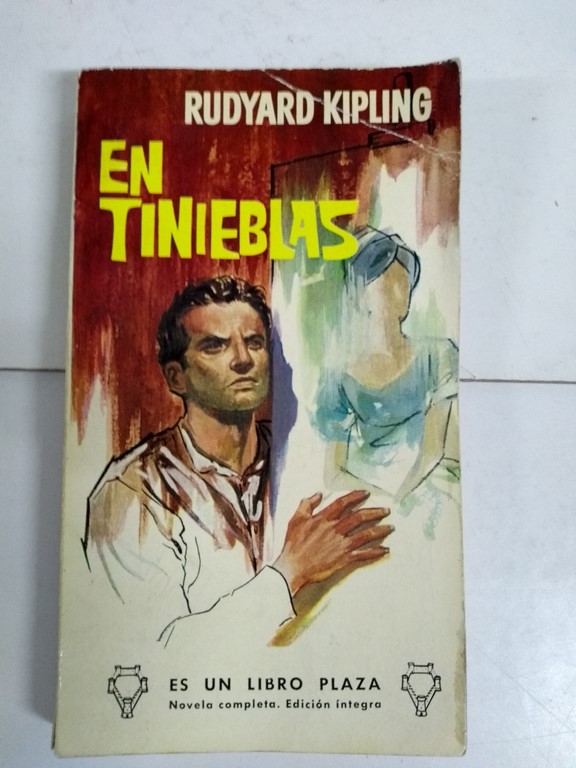 RUDYARD KIPLING
EN
TINIEBLAS
ES UN LIBRO PLAZA
Novela completa. Edición íntegra